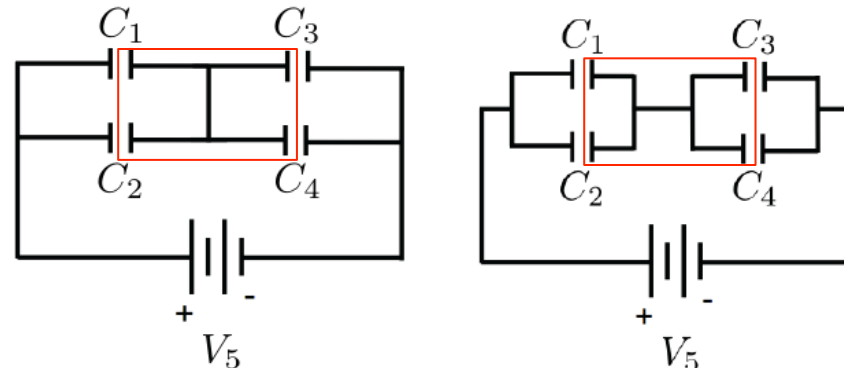 C₁ C₃
C₂ C₄
+ -
V₅
C₁ C₃
C₂ C₄
+ -
V₅